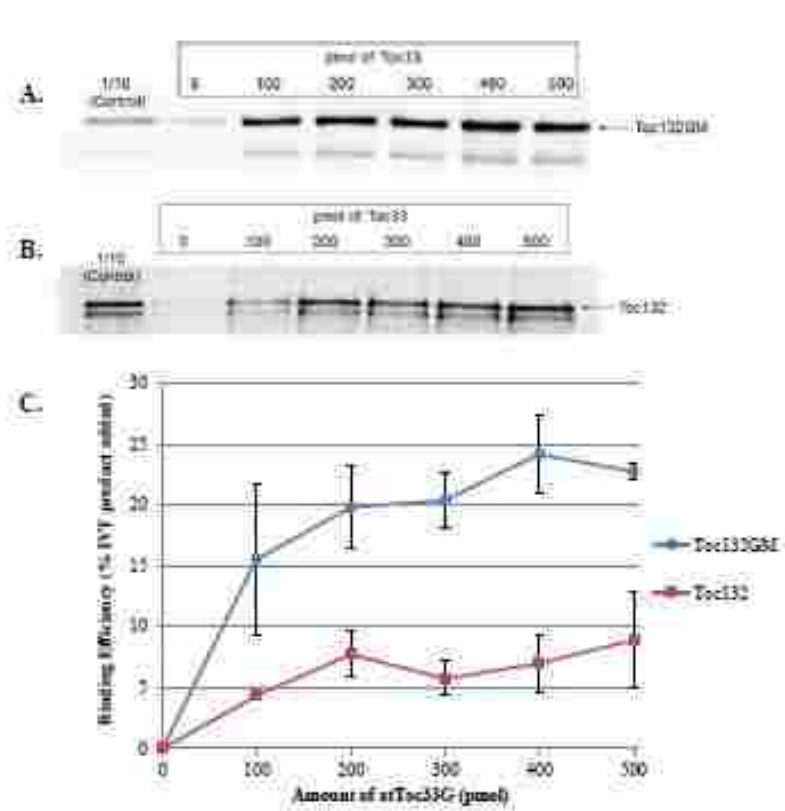 A.
pmol of
1/10
(Control)
0 100 200 300 400 500
Toc132GM
B.
pmol of Toc33
0 100 200 300 400 500
1/10
(Control)
Toc132
C.
Binding Efficiency (% IVT product added)
30
25
20
15
10
5
0
0 100 200 300 400 500
Amount of atToc33G (pmol)
Toc132